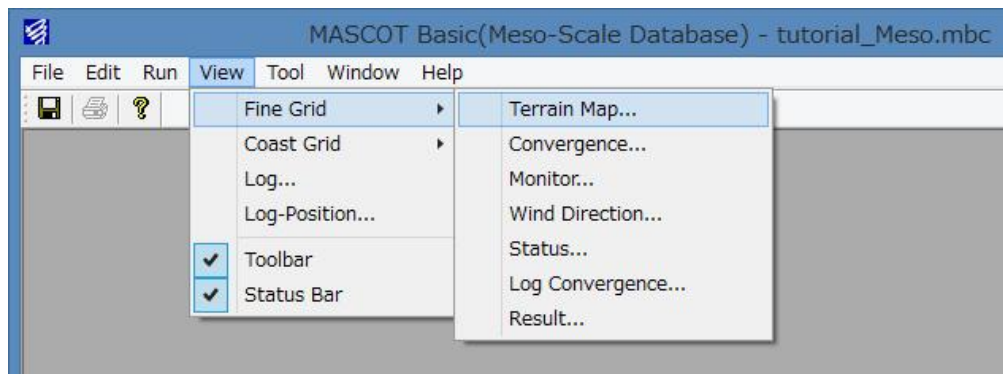 MASCOT Basic(Meso-Scale Database) - tutorial_Meso.mbc
File Edit Run View Tool Window Help
Fine Grid
Coast Grid
Log...
Log-Position...
Toolbar
Status Bar
Terrain Map...
Convergence...
Monitor...
Wind Direction...
Status...
Log Convergence...
Result...